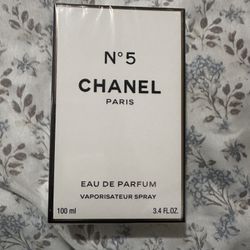 N°5
CHANEL
PARIS
EAU DE PARFUM
VAPORISATEUR SPRAY
100 ml 3.4 FL.OZ.